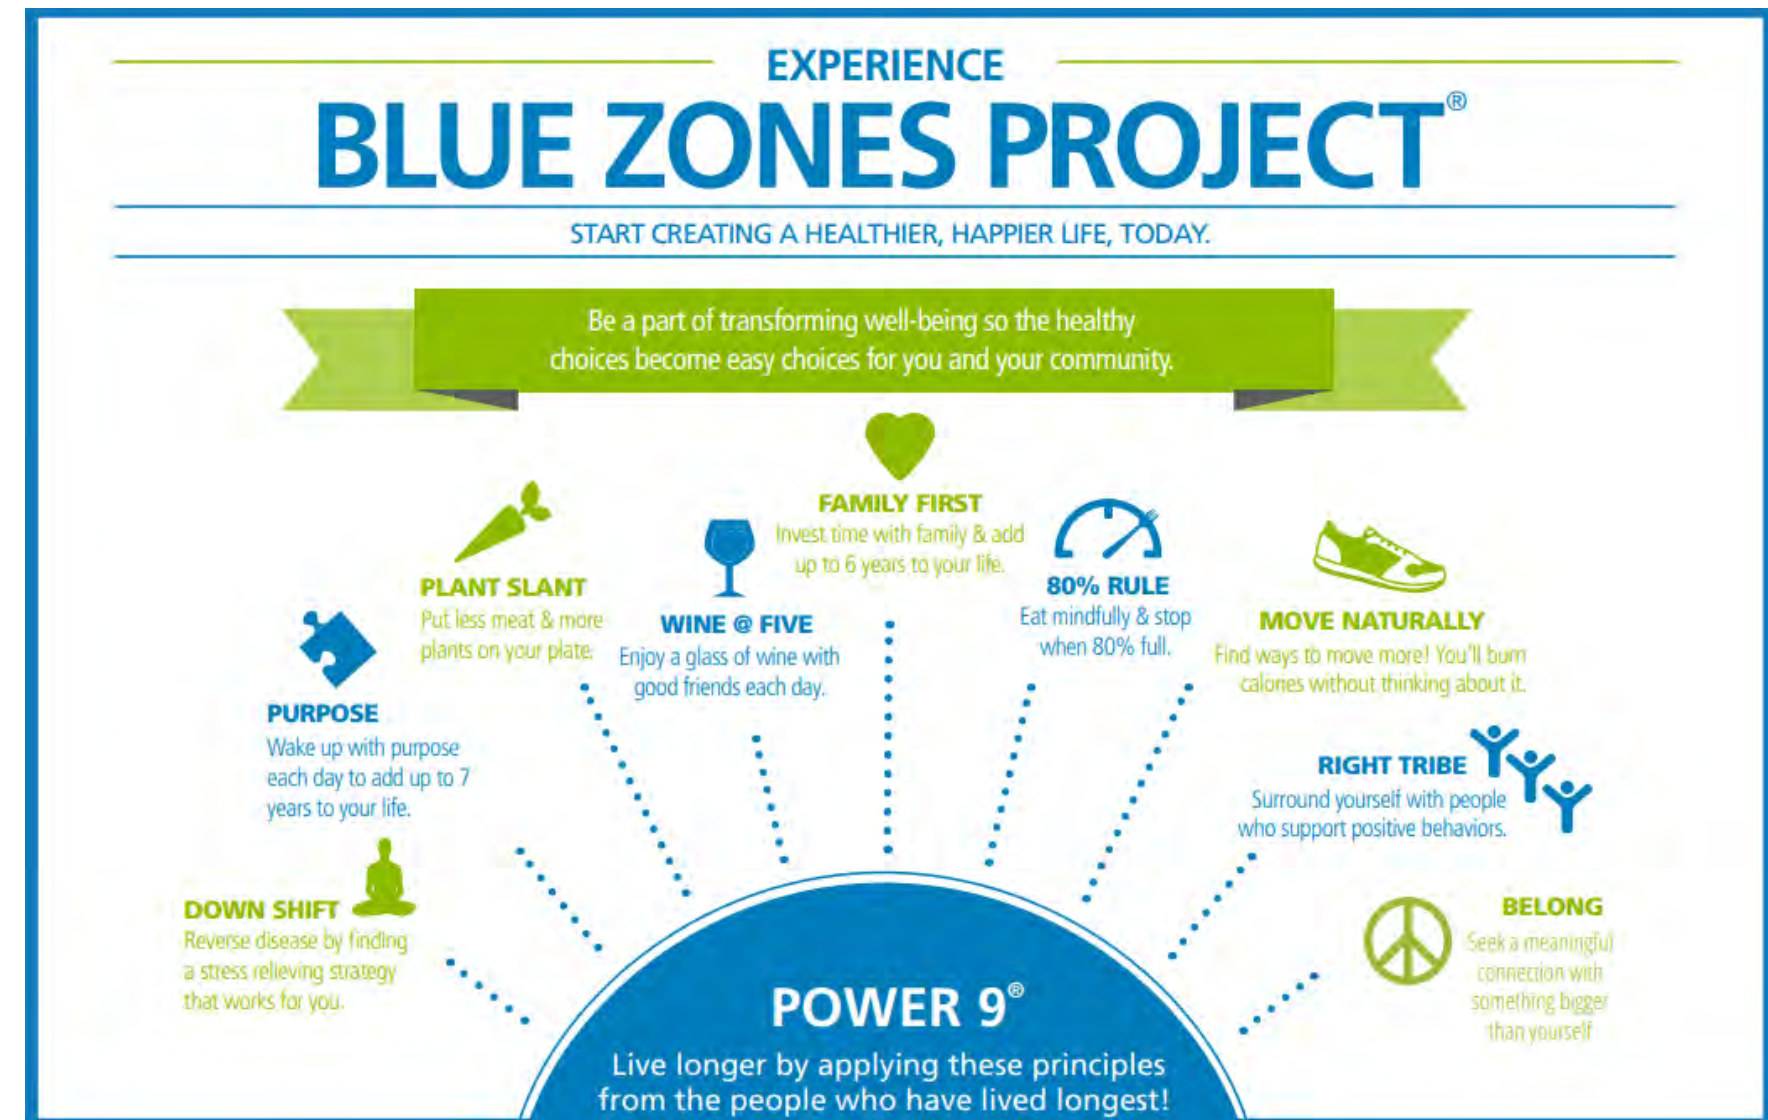 EXPERIENCE
BLUE ZONES PROJECT®
START CREATING A HEALTHIER, HAPPIER LIFE, TODAY.
Be a part of transforming well-being so the healthy
choices become easy choices for you and your community.
FAMILY FIRST
Invest time with family & add
up to 6 years to your life.
PLANT SLANT
Put less meat & more
plants on your plate.
WINE @ FIVE
Enjoy a glass of wine with
good friends each day.
80% RULE
Eat mindfully & stop
when 80% full.
MOVE NATURALLY
Find ways to move more! You'll burn
calories without thinking about it.
PURPOSE
Wake up with purpose
each day to add up to 7
years to your life.
RIGHT TRIBE
Surround yourself with people
who support positive behaviors.
DOWN SHIFT
Reverse disease by finding
a stress relieving strategy
that works for you.
BELONG
Seek a meaningful
connection with
something bigger
than yourself
POWER 9®
Live longer by applying these principles
from the people who have lived longest!